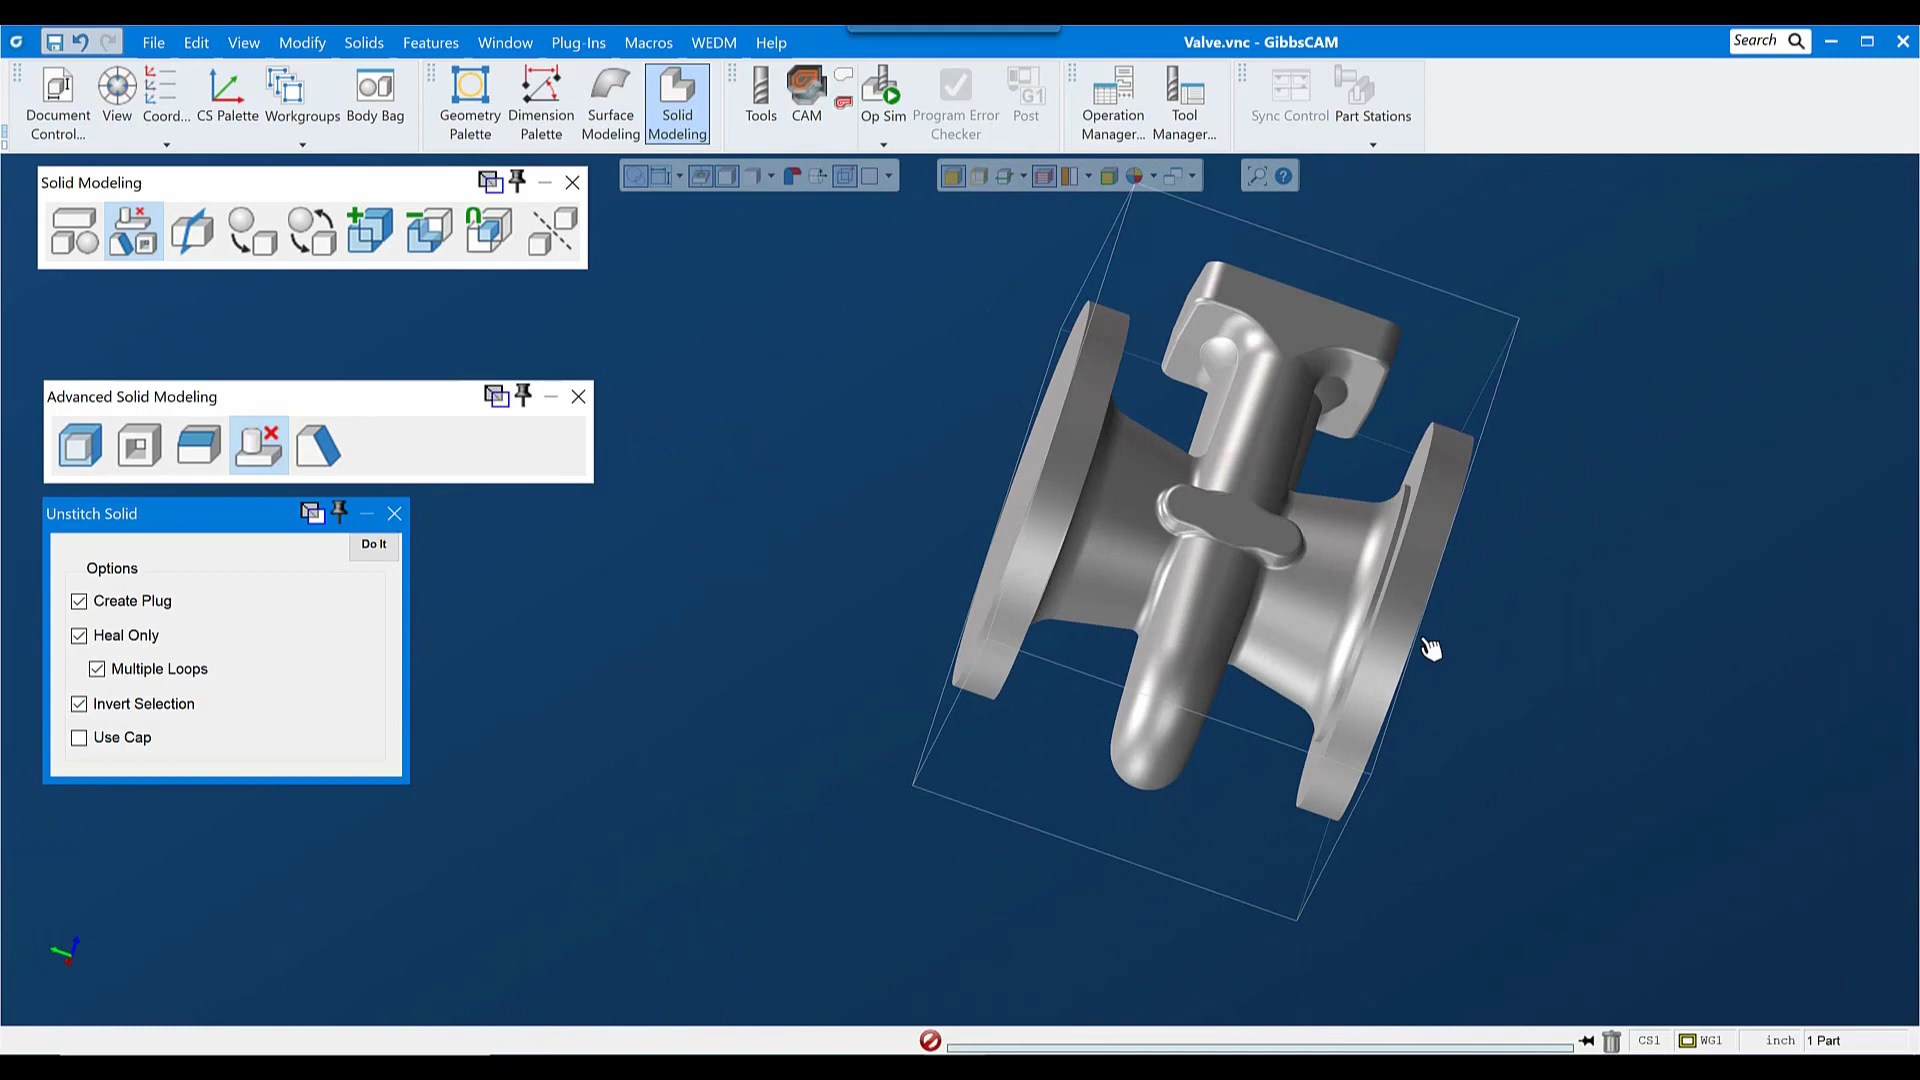 File Edit View Modify Solids Features Window Plug-Ins Macros WEDM Help
Valve.vnc - GibbsCAM
Search
Document Control...
View
Coord...
CS Palette
Workgroups
Body Bag
Geometry Palette
Dimension Palette
Surface Modeling
Solid Modeling
Tools
CAM
Op Sim
Program Error Checker
G1
Post
Operation Manager...
Tool Manager...
Sync Control
Part Stations
Solid Modeling
Advanced Solid Modeling
Unstitch Solid
Do It
Options
Create Plug
Heal Only
Multiple Loops
Invert Selection
Use Cap
CS1
WG1
inch
1 Part